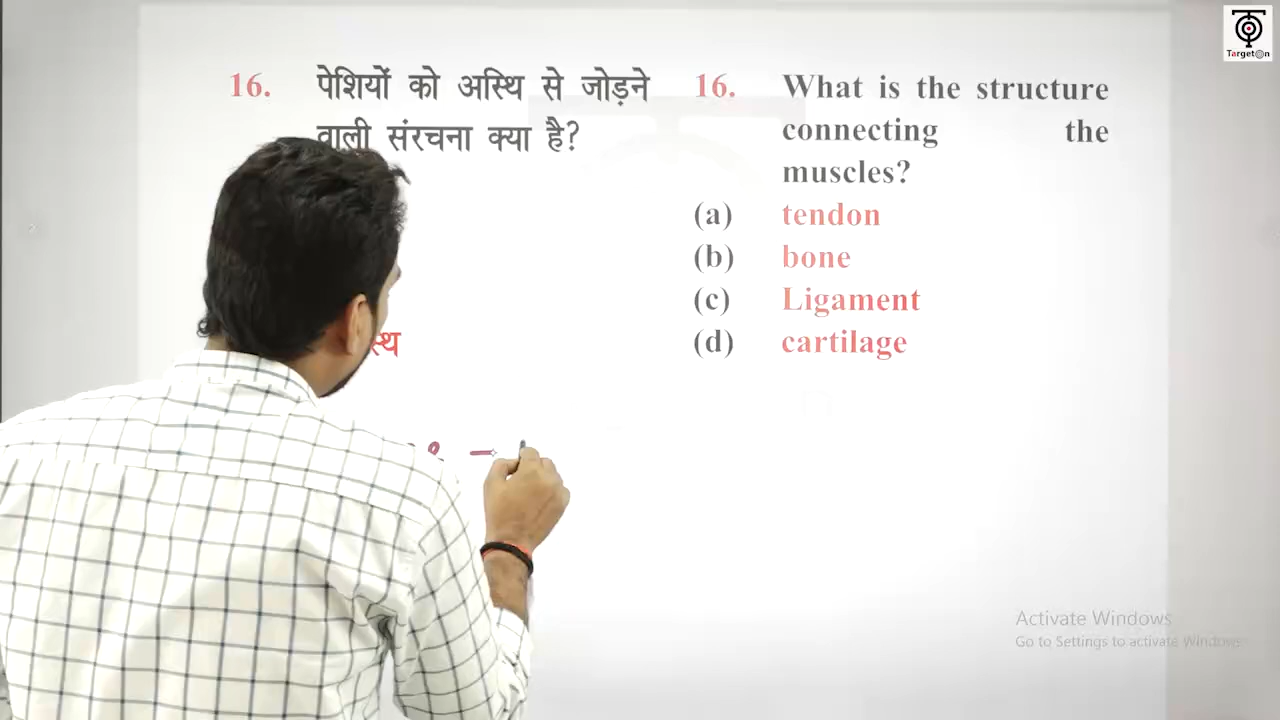 16. पेशियों को अस्थि से जोड़ने
वाली संरचना क्या है?
16. What is the structure
connecting the
muscles?
(a) tendon
(b) bone
(c) Ligament
(d) cartilage
TargetOn
Activate Windows
Go to Settings to activate Windows.